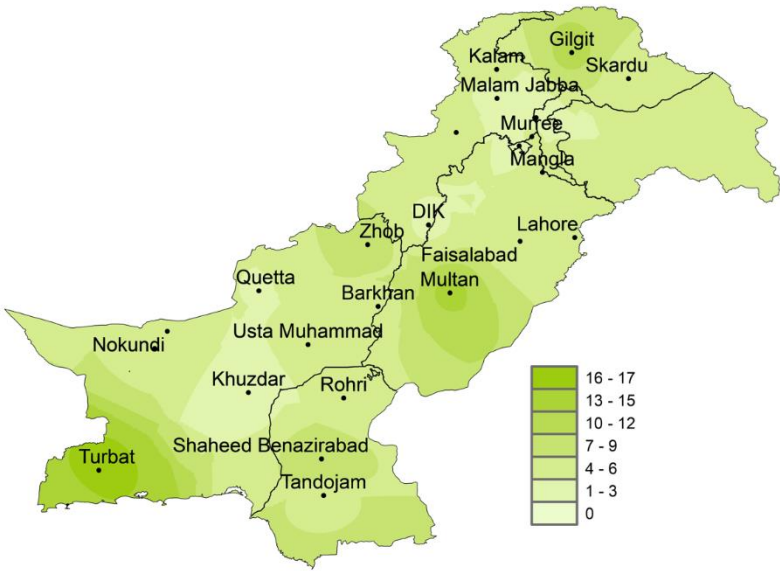 Gilgit
Kalam
Skardu
Malam Jabba
Murree
Mangla
DIK
Zhob
Lahore
Faisalabad
Quetta
Multan
Barkhan
Usta Muhammad
Nokundi
Khuzdar
Rohri
16 - 17
13 - 15
10 - 12
7 - 9
4 - 6
1 - 3
0
Shaheed Benazirabad
Turbat
Tandojam